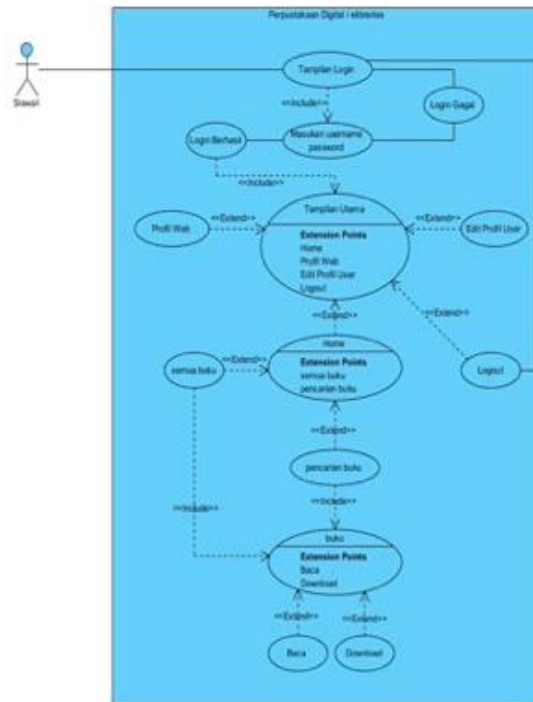 Perpustakaan Digital / elibraries
Siswa/i
Tampilan Login
<<Include>>
Login Gagal
Login Berhasil
Masukan username
password
<<Include>>
Tampilan Utama
Profil Web
<<Extend>>
Extension Points
Home
Profil Web
Edit Profil User
Logout
<<Extend>>
Edit Profil User
<<Extend>>
<<Extend>>
Home
semua buku
<<Extend>>
Extension Points
semua buku
pencarian buku
Logout
<<Extend>>
pencarian buku
<<Include>>
<<Include>>
buku
Extension Points
Baca
Download
<<Extend>>
<<Extend>>
Baca
Download